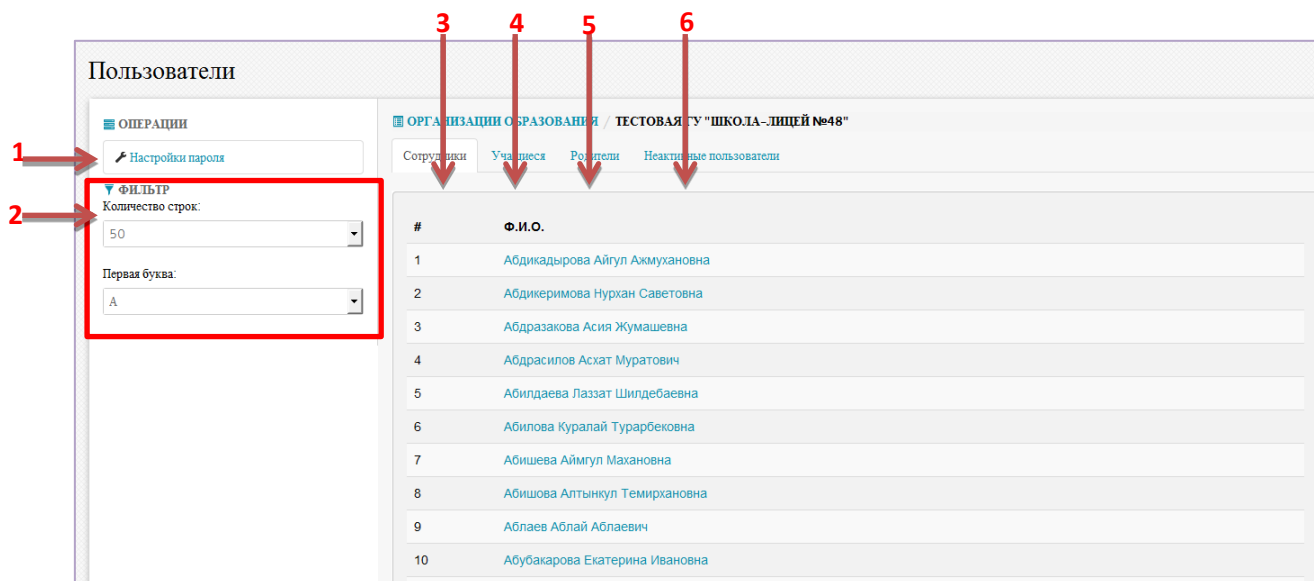 3 4 5 6
Пользователи
ОПЕРАЦИИ
1 Настройки пароля
2 ФИЛЬТР
Количество строк:
50
Первая буква:
А
ОРГАНИЗАЦИИ ОБРАЗОВАНИЯ / ТЕСТОВАЯ ГУ "ШКОЛА-ЛИЦЕЙ №48"
Сотрудники Учащиеся Родители Неактивные пользователи
# Ф.И.О.
1 Абдикадырова Айгул Ажмухановна
2 Абдикеримова Нурхан Саветовна
3 Абдразакова Асия Жумашевна
4 Абдрасилов Асхат Муратович
5 Абилдаева Лаззат Шилдебаевна
6 Абилова Куралай Турарбековна
7 Абишева Аймгул Махановна
8 Абишова Алтынкул Темирхановна
9 Аблаев Аблай Аблаевич
10 Абубакарова Екатерина Ивановна